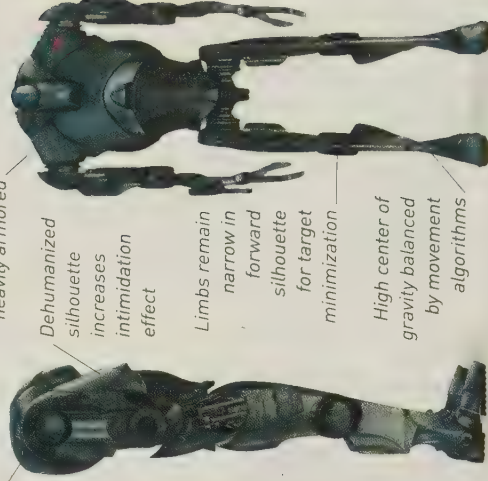 heavily armored
Dehumanized
silhouette
increases
intimidation
effect
Limbs remain
narrow in
forward
silhouette
for target
minimization
High center of
gravity balanced
by movement
algorithms